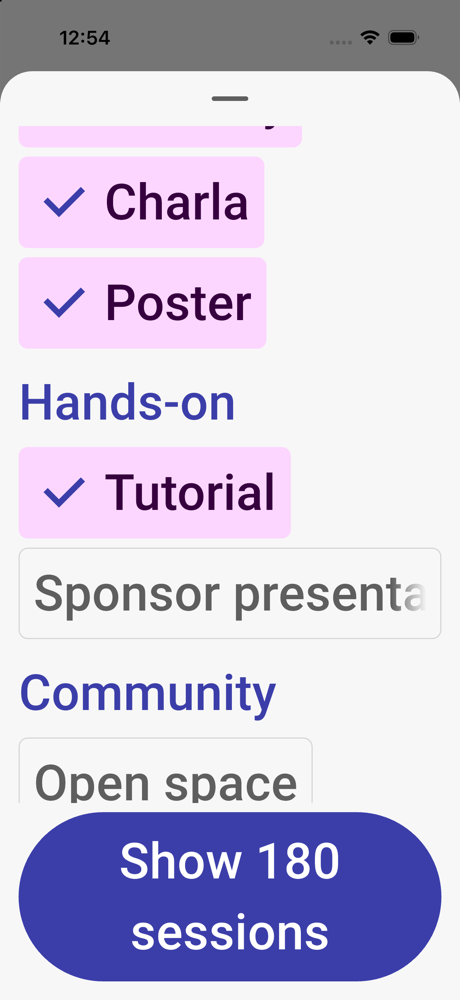 12:54
Charla
Poster
Hands-on
Tutorial
Sponsor presenta
Community
Open space
Show 180
sessions